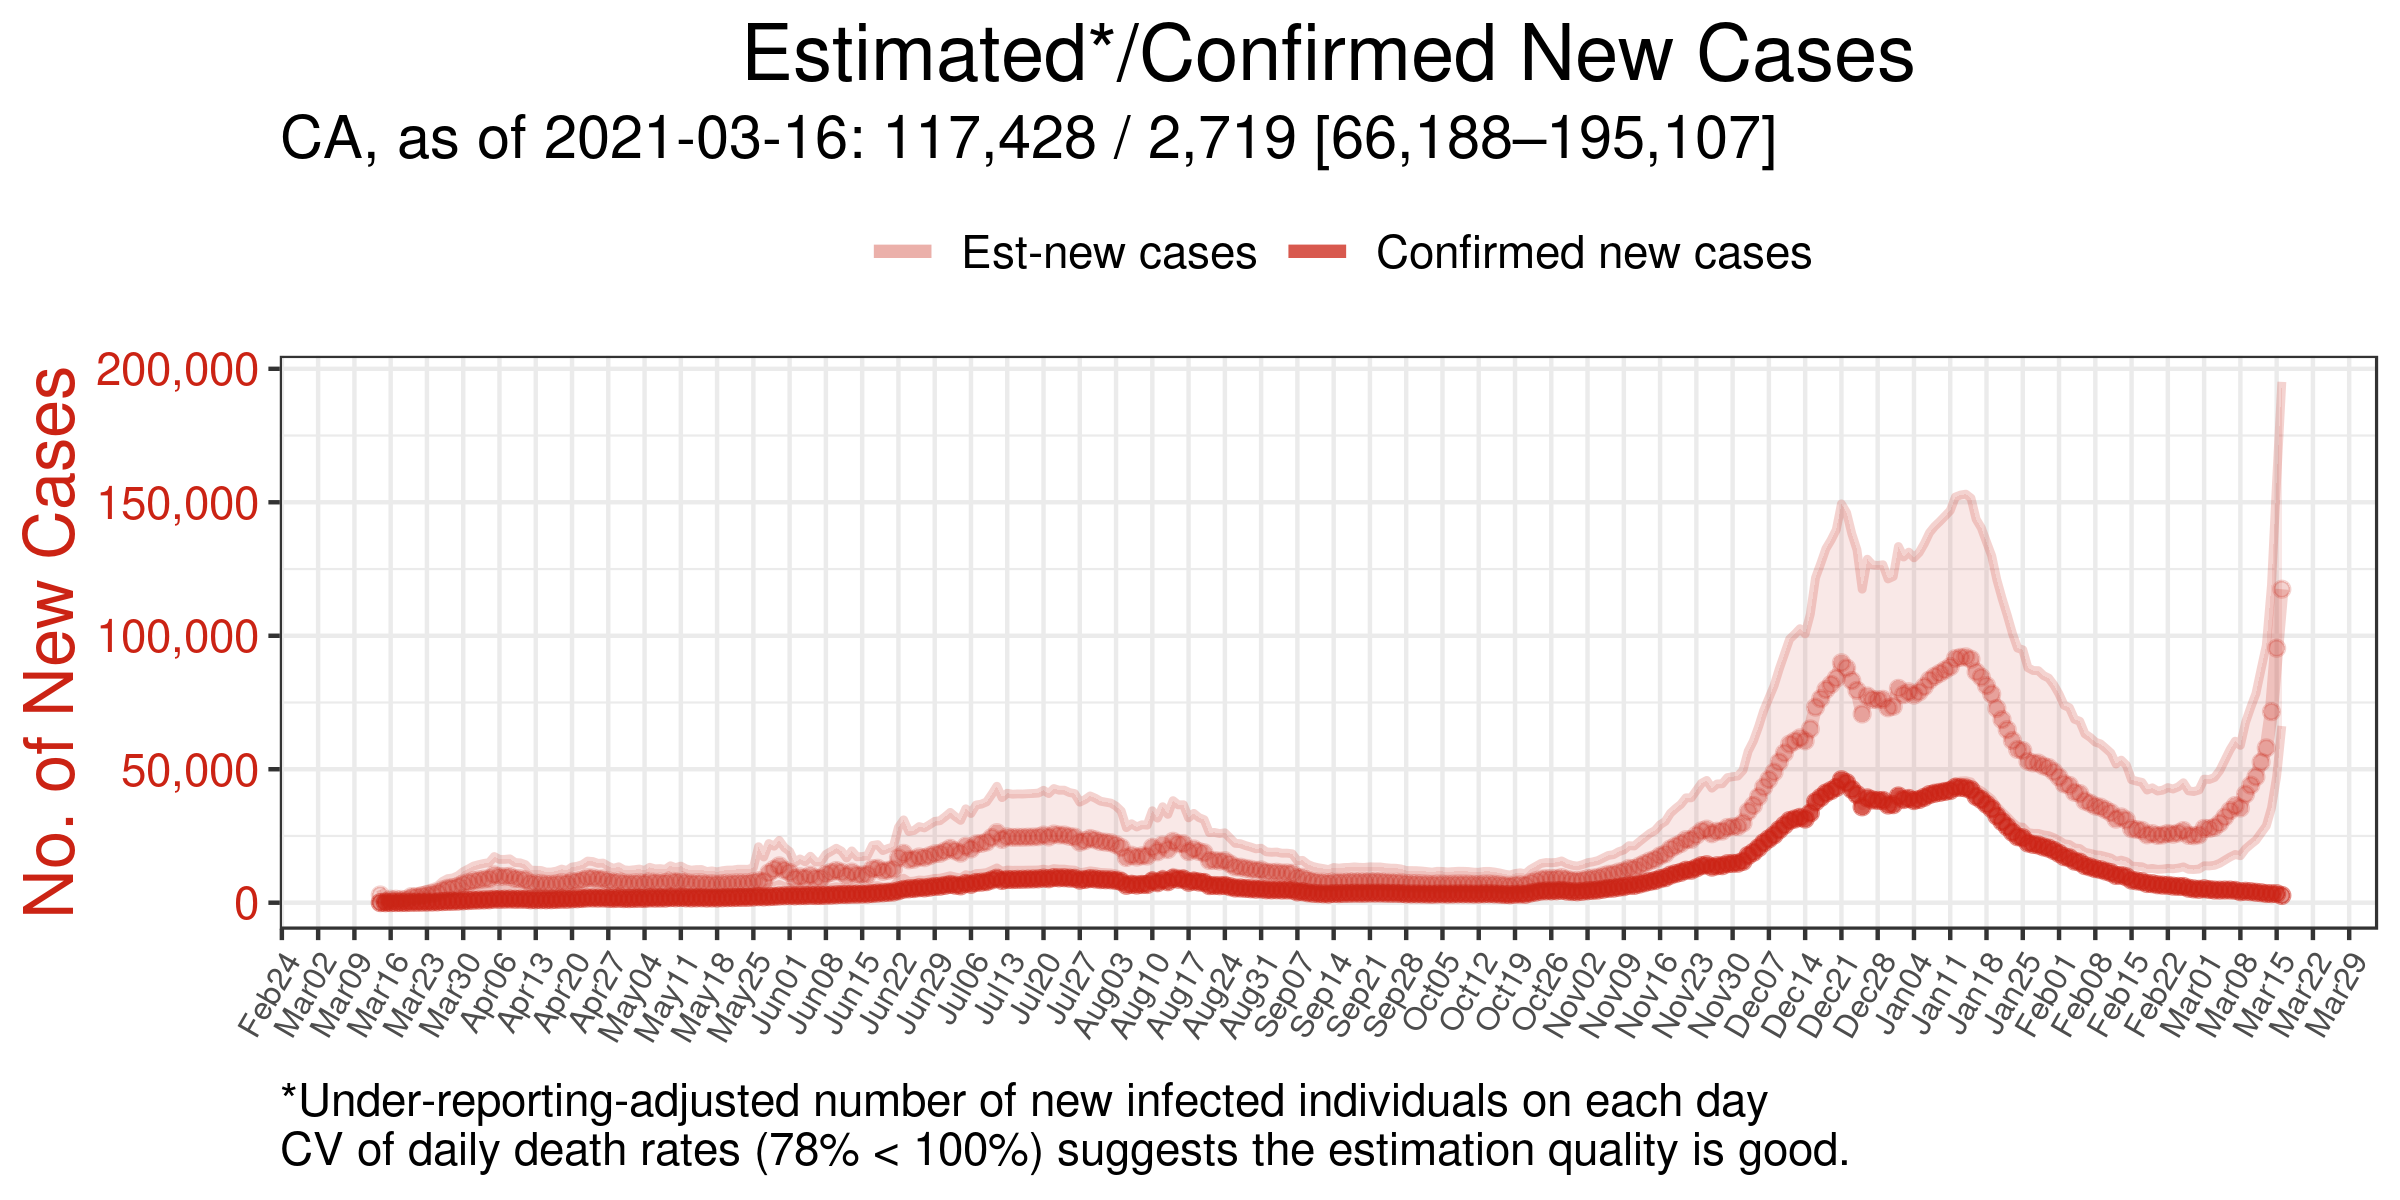 Estimated*/Confirmed New Cases
CA, as of 2021-03-16: 117,428 / 2,719 [66,188–195,107]
Est-new cases
Confirmed new cases
No. of New Cases
200,000
150,000
100,000
50,000
0
Feb24
Mar02
Mar09
Mar16
Mar23
Mar30
Apr06
Apr13
Apr20
Apr27
May04
May11
May18
May25
Jun01
Jun08
Jun15
Jun22
Jun29
Jul06
Jul13
Jul20
Jul27
Aug03
Aug10
Aug17
Aug24
Aug31
Sep07
Sep14
Sep21
Sep28
Oct05
Oct12
Oct19
Oct26
Nov02
Nov09
Nov16
Nov23
Nov30
Dec07
Dec14
Dec21
Dec28
Jan04
Jan11
Jan18
Jan25
Feb01
Feb08
Feb15
Feb22
Mar01
Mar08
Mar15
Mar22
Mar29
*Under-reporting-adjusted number of new infected individuals on each day
CV of daily death rates (78% < 100%) suggests the estimation quality is good.